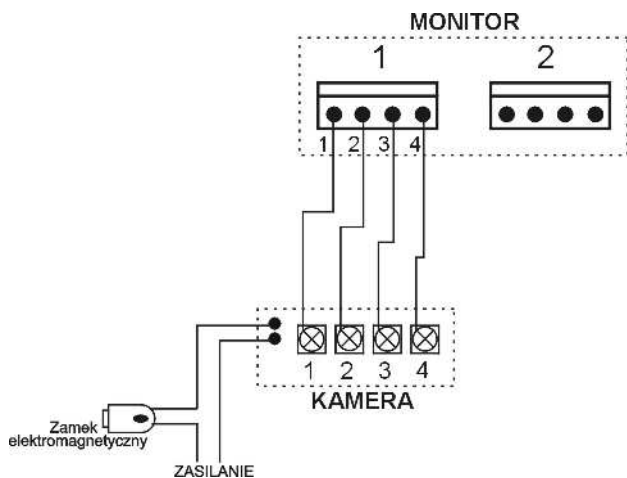 MONITOR
1 2
1 2 3 4
1 2 3 4
KAMERA
Zamek
elektromagnetyczny
ZASILANIE